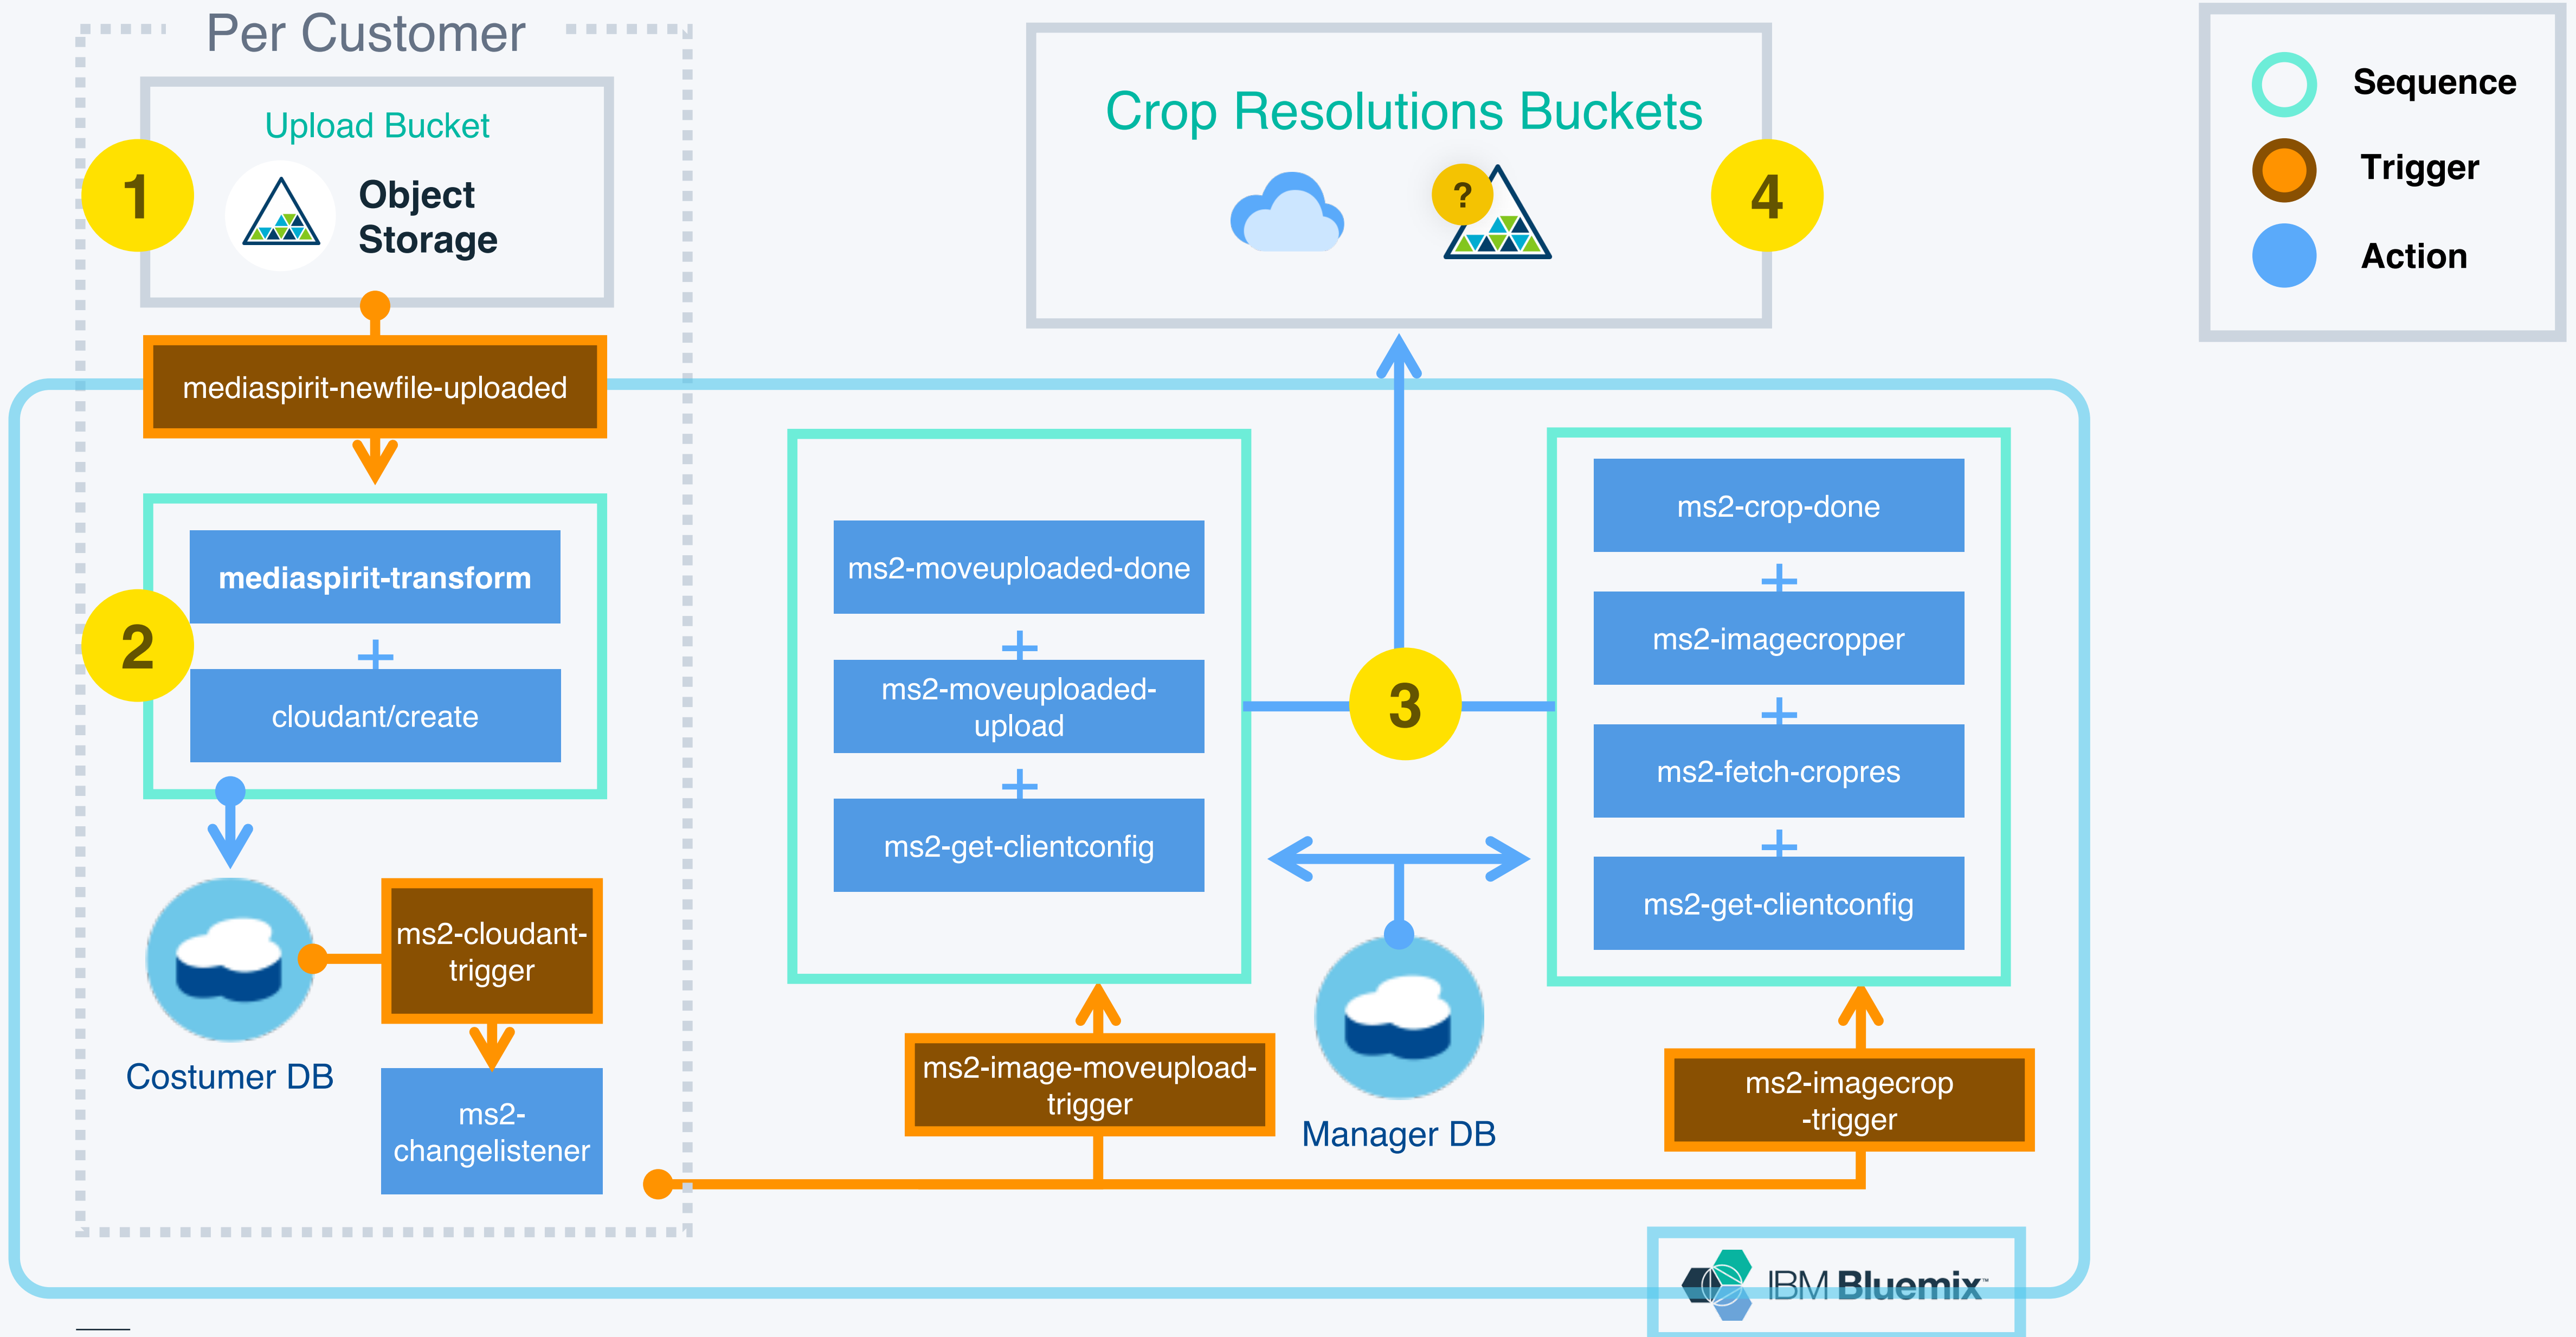 Per Customer
Upload Bucket
1
Object
Storage
mediaspirit-newfile-uploaded
mediaspirit-transform
+
cloudant/create
2
Costumer DB
ms2-cloudant-
trigger
ms2-
changelistener
Crop Resolutions Buckets
?
4
ms2-moveuploaded-done
+
ms2-moveuploaded-
upload
+
ms2-get-clientconfig
3
ms2-crop-done
+
ms2-imagecropper
+
ms2-fetch-cropres
+
ms2-get-clientconfig
ms2-image-moveupload-
trigger
Manager DB
ms2-imagecrop
-trigger
IBM Bluemix™
Sequence
Trigger
Action